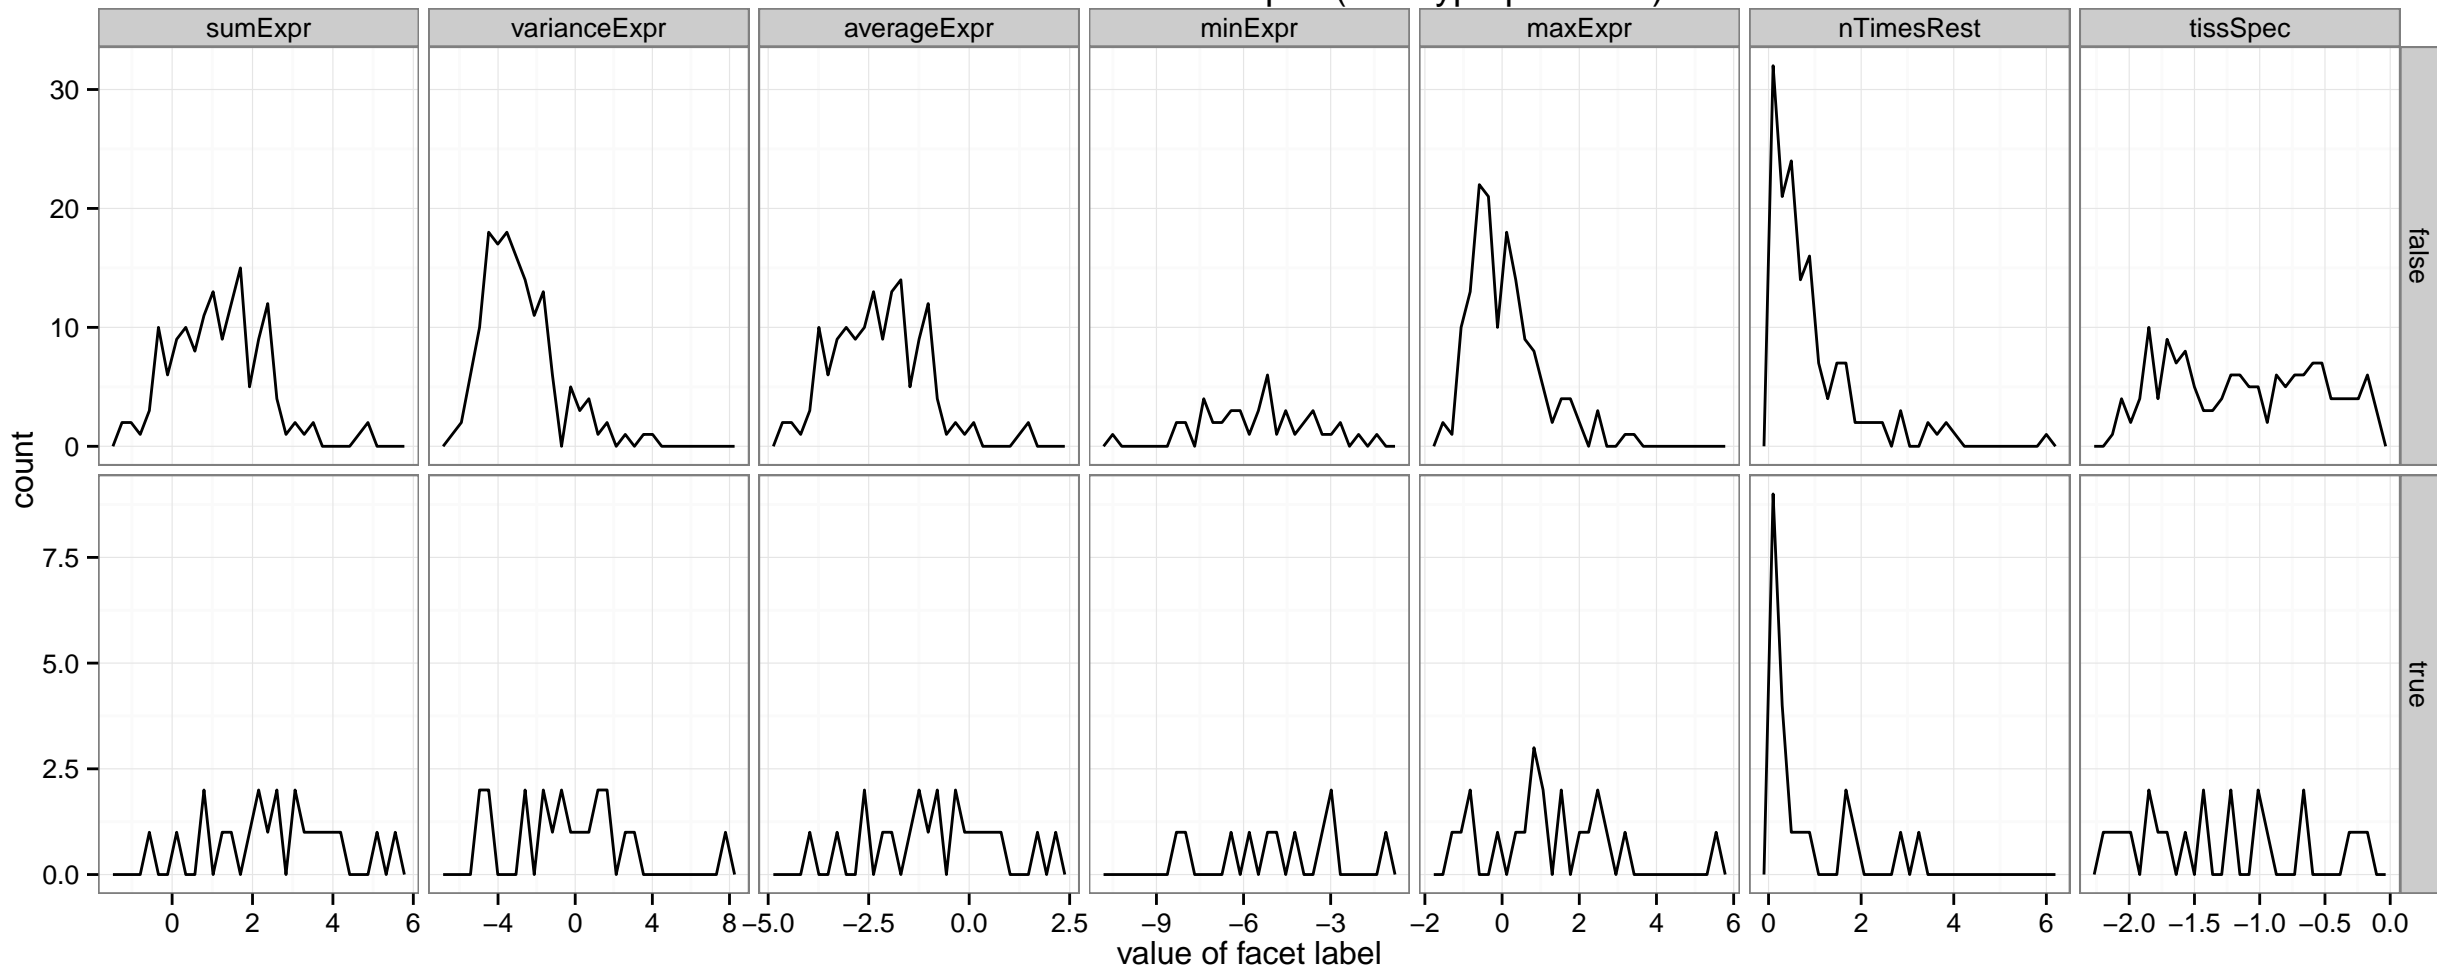 sumExpr varianceExpr averageExpr minExpr maxExpr nTimesRest tissSpec
30
20
10
0
false
count
7.5
5.0
2.5
0.0
true
0 2 4 6 −4 0 4 8 −5.0 −2.5 0.0 2.5 −9 −6 −3 −2 0 2 4 6 0 2 4 6 −2.0 −1.5 −1.0 −0.5 0.0
value of facet label